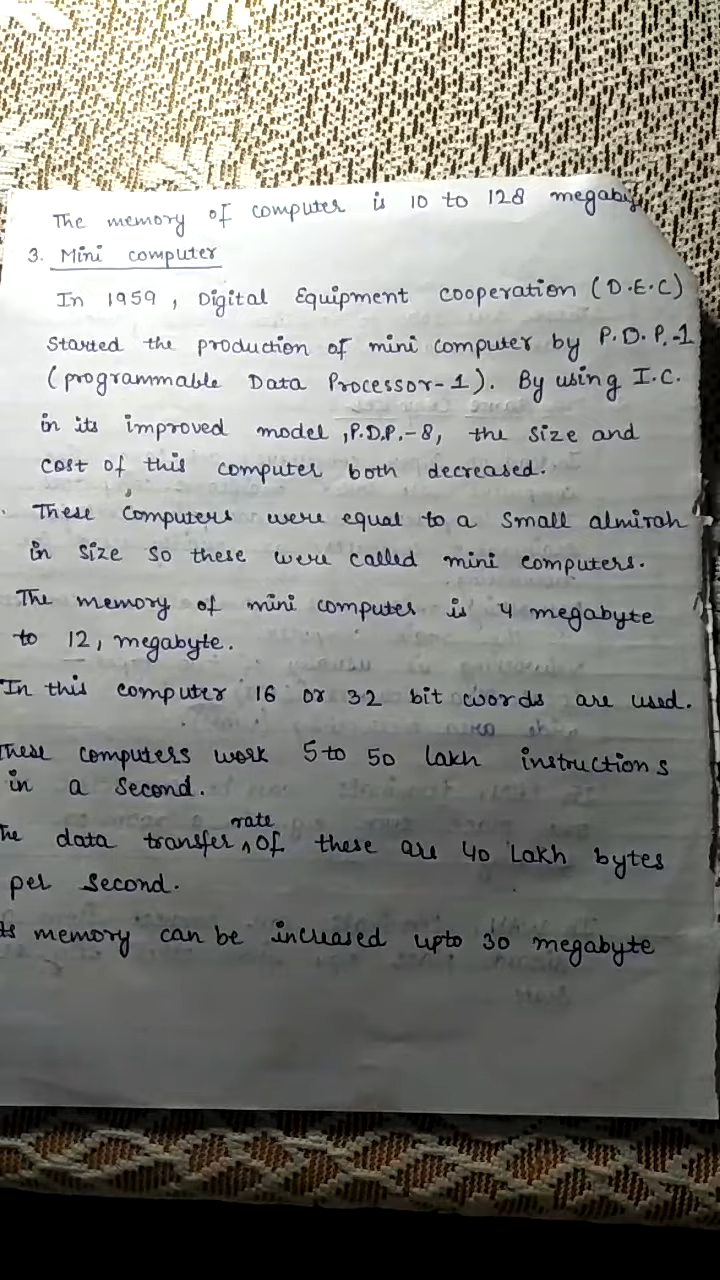 The memory of computer is 10 to 128 megaby
3. Mini computer
In 1959, Digital Equipment cooperation (D.E.C)
Started the production of mini computer by P.D.P.-1
(programmable Data Processor-1). By using I.C.
in its improved model ,P.D.P.-8, the size and
cost of this computer both decreased.
These computers were equal to a small almirah
in size so these were called mini computers.
The memory of mini computer is 4 megabyte
to 12, megabyte.
In this computer 16 or 32 bit words are used.
These computers work 5 to 50 lakh instructions
in a second.
The data transfer rate of these are 40 Lakh bytes
per second.
ts memory can be increased upto 30 megabyte